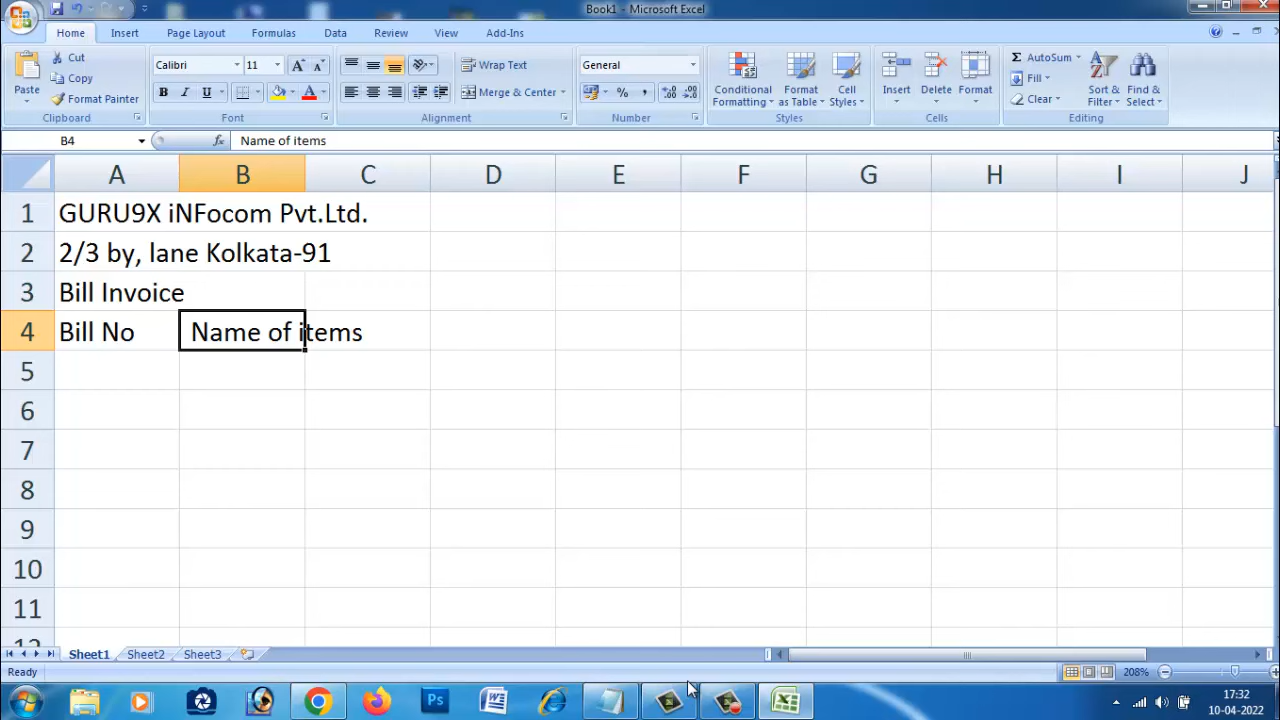 Book1 - Microsoft Excel
Home Insert Page Layout Formulas Data Review View Add-Ins
Cut Calibri 11 Wrap Text General AutoSum
Copy Fill
Paste Format Painter B I U Merge & Center % , Conditional Formatting Format as Table Cell Styles Insert Delete Format Clear Sort & Filter Find & Select
Clipboard Font Alignment Number Styles Cells Editing
B4 fx Name of items
A B C D E F G H I J
1 GURU9X iNFocom Pvt.Ltd.
2 2/3 by, lane Kolkata-91
3 Bill Invoice
4 Bill No Name of items
5
6
7
8
9
10
11
12
Sheet1 Sheet2 Sheet3
Ready 208%
Ps W 17:32
10-04-2022